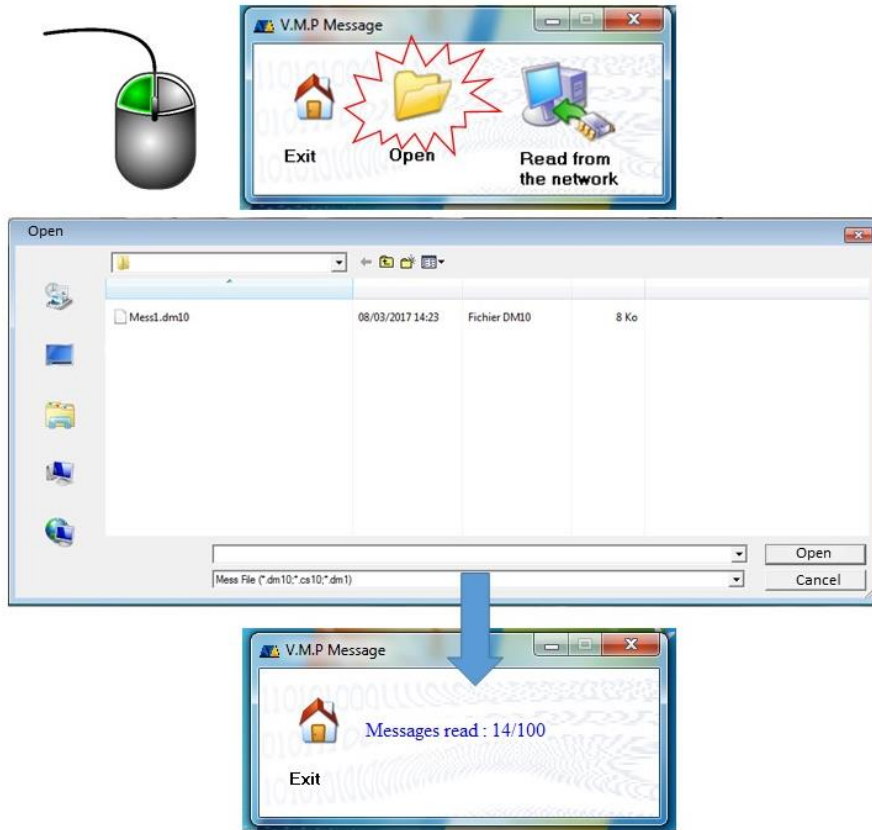 V.M.P Message
Exit
Open
Read from
the network
Open
Mess1.dm10 08/03/2017 14:23 Fichier DM10 8 Ko
Open
Mess File (*.dm10;*.cs10;*.dm1)
Cancel
V.M.P Message
Messages read : 14/100
Exit